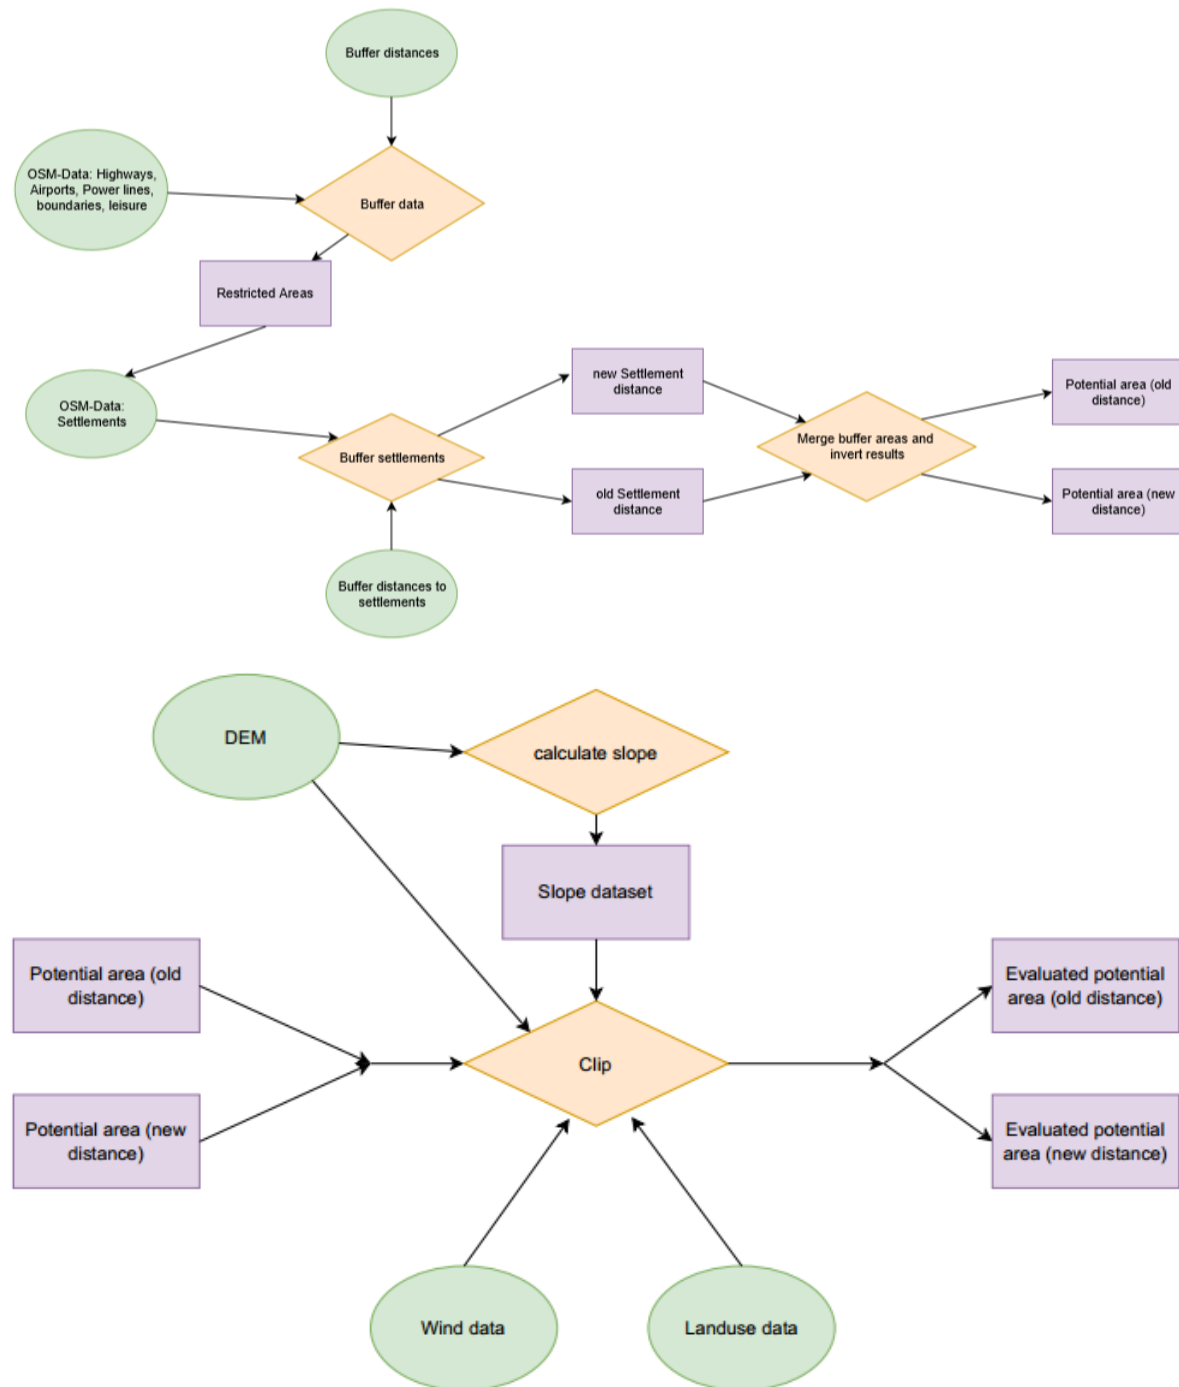 Buffer distances
OSM-Data: Highways,
Airports, Power lines,
boundaries, leisure
Buffer data
Restricted Areas
OSM-Data:
Settlements
Buffer settlements
new Settlement
distance
old Settlement
distance
Merge buffer areas and
invert results
Potential area (old
distance)
Potential area (new
distance)
Buffer distances to
settlements
DEM
calculate slope
Slope dataset
Potential area (old
distance)
Potential area (new
distance)
Clip
Evaluated potential
area (old distance)
Evaluated potential
area (new distance)
Wind data
Landuse data